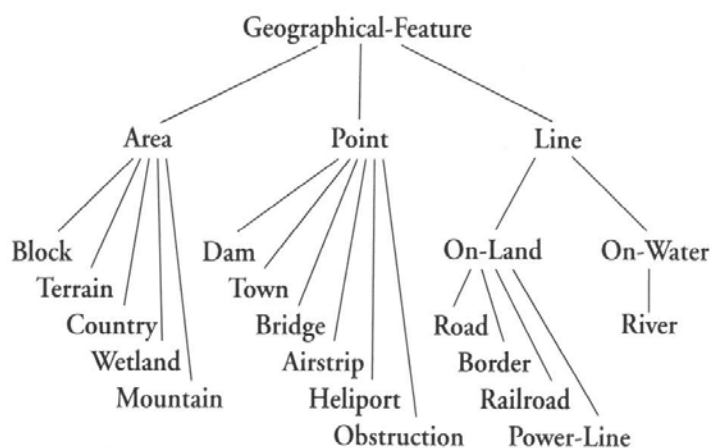 Geographical-Feature
Area Point Line
Block Dam On-Land On-Water
Terrain Town
Country Bridge Road River
Wetland Airstrip Border
Mountain Heliport Railroad
Obstruction Power-Line